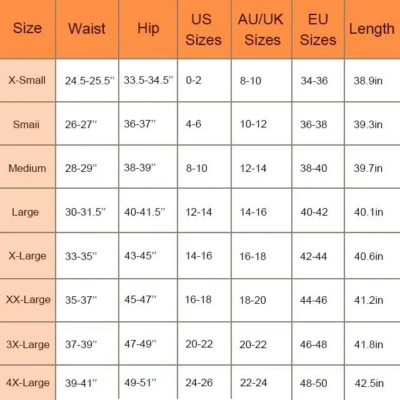 Size Waist Hip US Sizes AU/UK Sizes EU Sizes Length
X-Small 24.5-25.5” 33.5-34.5” 0-2 8-10 34-36 38.9in
Smaii 26-27” 36-37” 4-6 10-12 36-38 39.3in
Medium 28-29” 38-39” 8-10 12-14 38-40 39.7in
Large 30-31.5” 40-41.5” 12-14 14-16 40-42 40.1in
X-Large 33-35” 43-45” 14-16 16-18 42-44 40.6in
XX-Large 35-37” 45-47” 16-18 18-20 44-46 41.2in
3X-Large 37-39” 47-49” 20-22 20-22 46-48 41.8in
4X-Large 39-41” 49-51” 24-26 22-24 48-50 42.5in